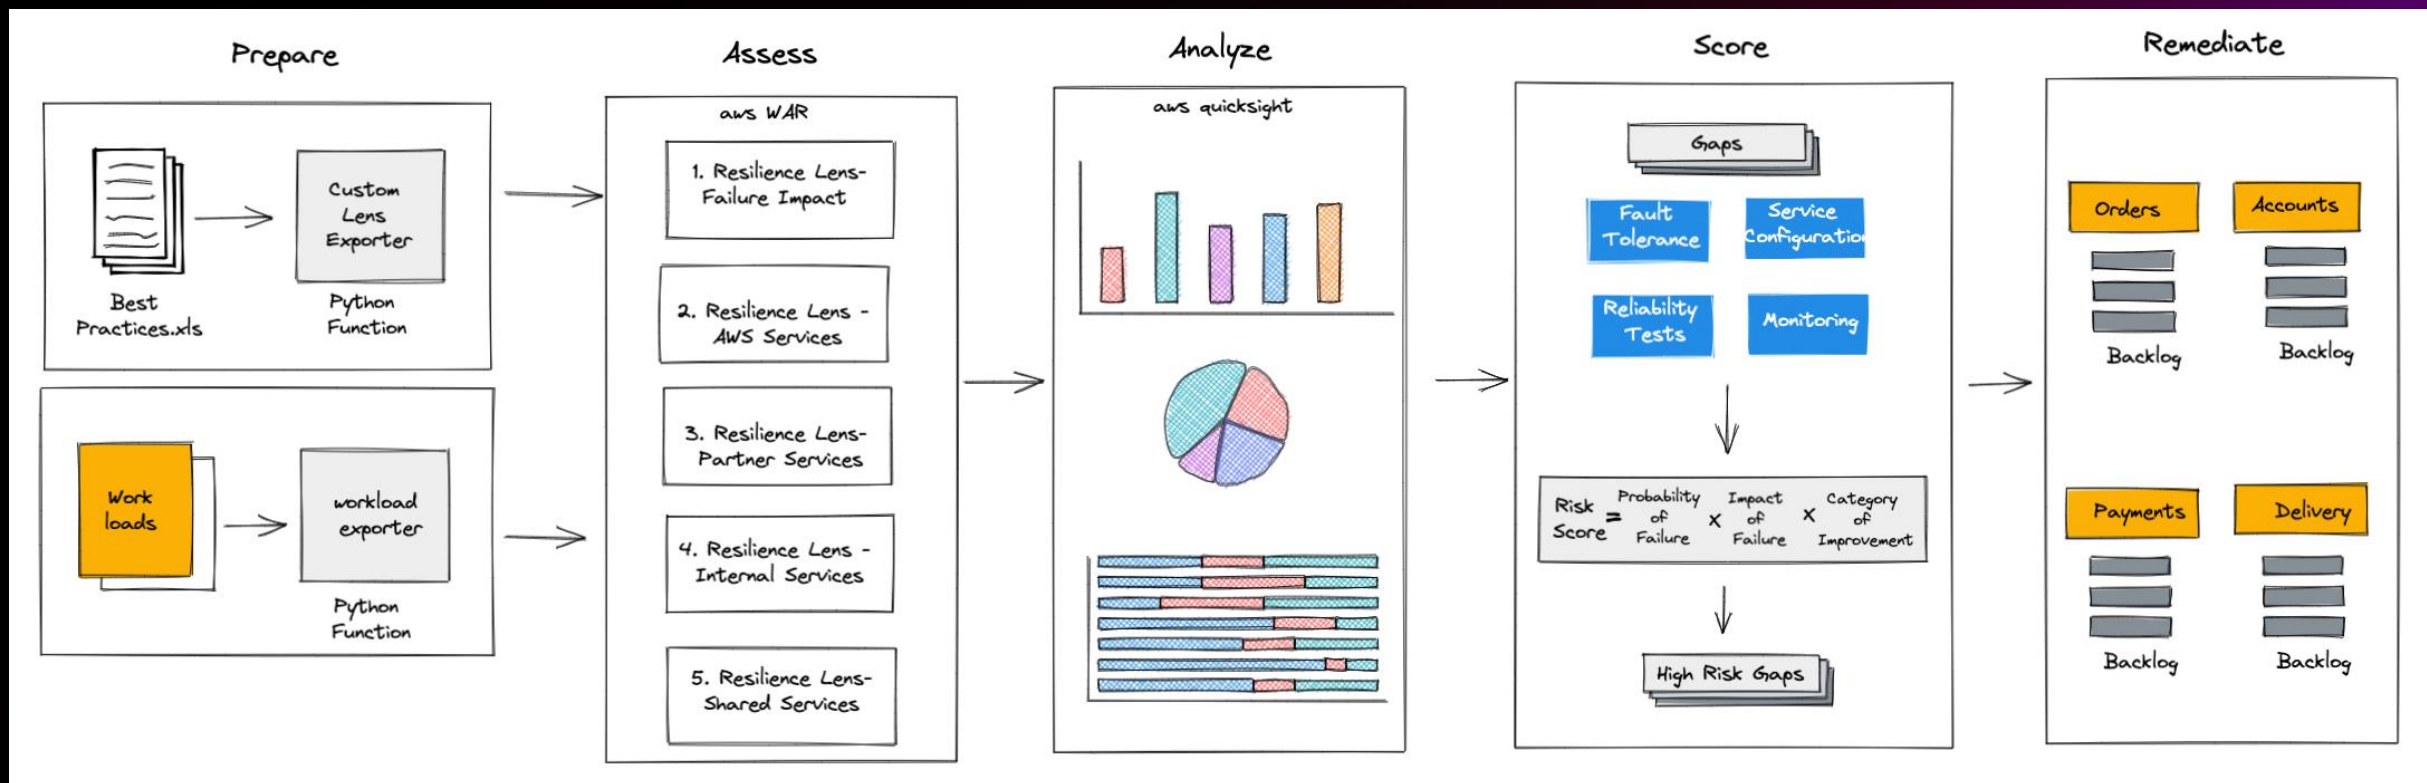 Prepare
Custom
Lens
Exporter
Best
Practices.xls
Python
Function
Work
loads
workload
exporter
Python
Function
Assess
aws WAR
1. Resilience Lens-
Failure Impact
2. Resilience Lens -
AWS Services
3. Resilience Lens-
Partner Services
4. Resilience Lens -
Internal Services
5. Resilience Lens-
Shared Services
Analyze
aws quicksight
Score
Gaps
Fault
Tolerance
Service
Configuration
Reliability
Tests
Monitoring
Risk
Score
=
Probability
of
Failure
x
Impact
of
Failure
x
Category
of
Improvement
High Risk Gaps
Remediate
Orders
Backlog
Accounts
Backlog
Payments
Backlog
Delivery
Backlog